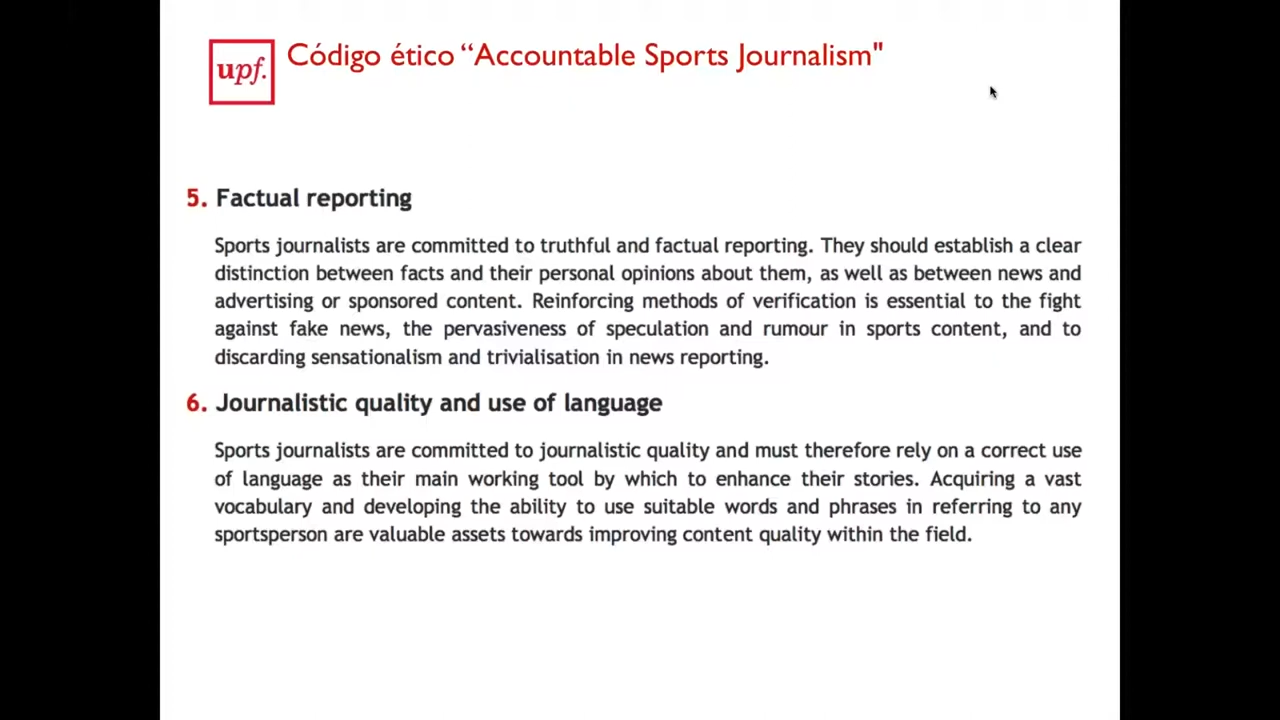 upf.
Código ético “Accountable Sports Journalism"
5. Factual reporting
Sports journalists are committed to truthful and factual reporting. They should establish a clear
distinction between facts and their personal opinions about them, as well as between news and
advertising or sponsored content. Reinforcing methods of verification is essential to the fight
against fake news, the pervasiveness of speculation and rumour in sports content, and to
discarding sensationalism and trivialisation in news reporting.
6. Journalistic quality and use of language
Sports journalists are committed to journalistic quality and must therefore rely on a correct use
of language as their main working tool by which to enhance their stories. Acquiring a vast
vocabulary and developing the ability to use suitable words and phrases in referring to any
sportsperson are valuable assets towards improving content quality within the field.